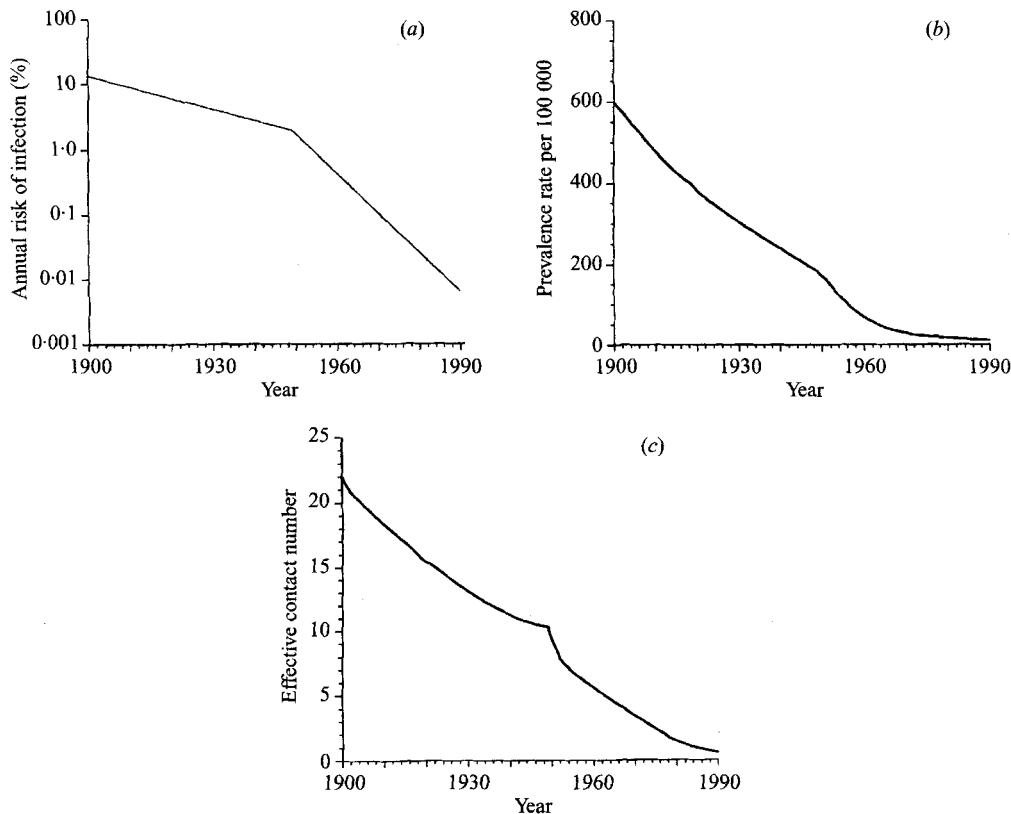 (a)
Annual risk of infection (%)
100
10
1·0
0·1
0·01
0·001
1900 1930 1960 1990
Year
(b)
Prevalence rate per 100 000
800
600
400
200
0
1900 1930 1960 1990
Year
(c)
Effective contact number
25
20
15
10
5
0
1900 1930 1960 1990
Year